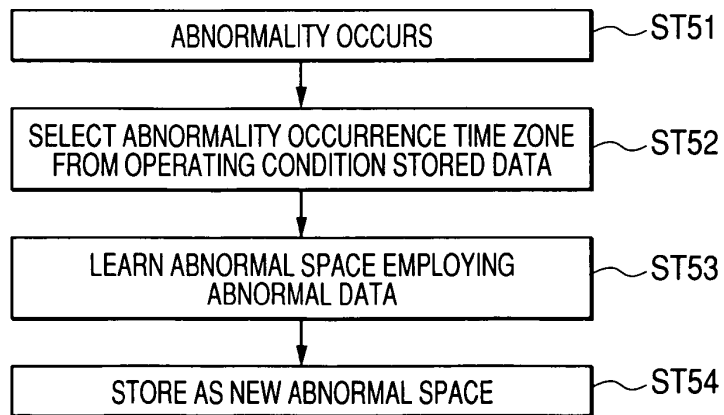 ABNORMALITY OCCURS
ST51
SELECT ABNORMALITY OCCURRENCE TIME ZONE
FROM OPERATING CONDITION STORED DATA
ST52
LEARN ABNORMAL SPACE EMPLOYING
ABNORMAL DATA
ST53
STORE AS NEW ABNORMAL SPACE
ST54